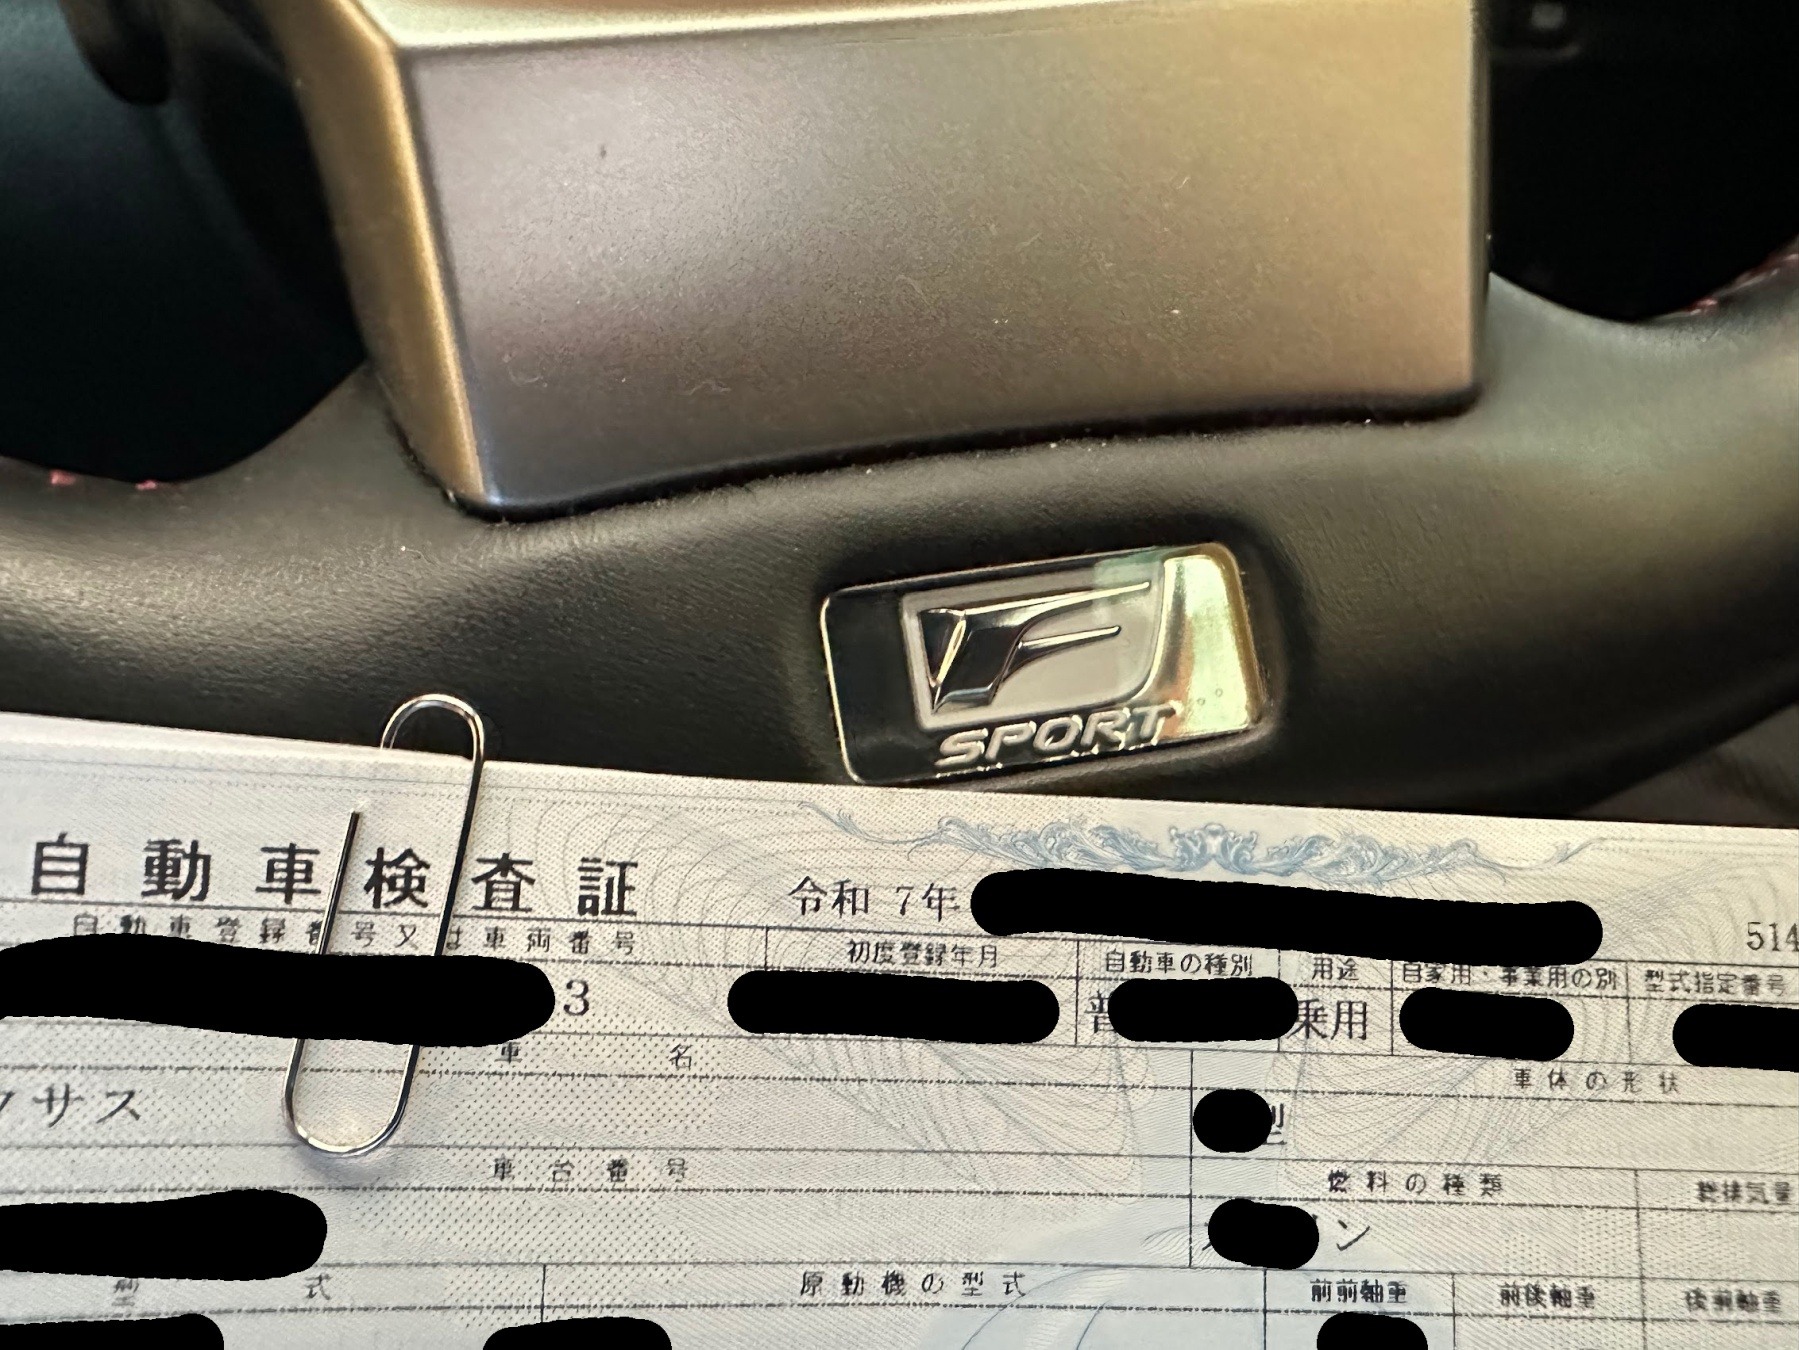 F SPORT
自動車検査証
令和 7年
514
自動車登録番号又は車両番号
初度登録年月
自動車の種別
用途
自家用・事業用の別
型式指定番号
3
普
乗用
車名
車体の形状
クサス
型
車台番号
燃料の種類
総排気量
ン
型式
原動機の型式
前前軸重
前後軸重
後前軸重